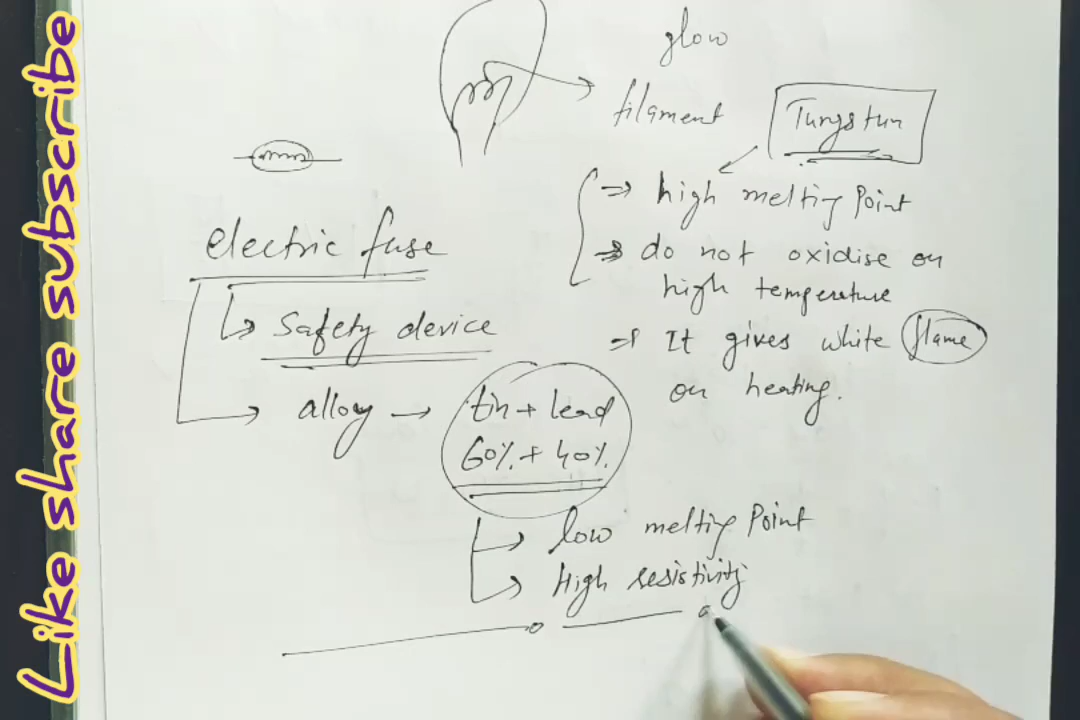 Like share subscribe
glow
filament
Tungstun
→ high melting Point
→ do not oxidise on
high temperature
→ It gives white flame
on heating.
electric fuse
→ Safety device
→ alloy → tin + lead
60% + 40%
→ low melting Point
→ High resistivity